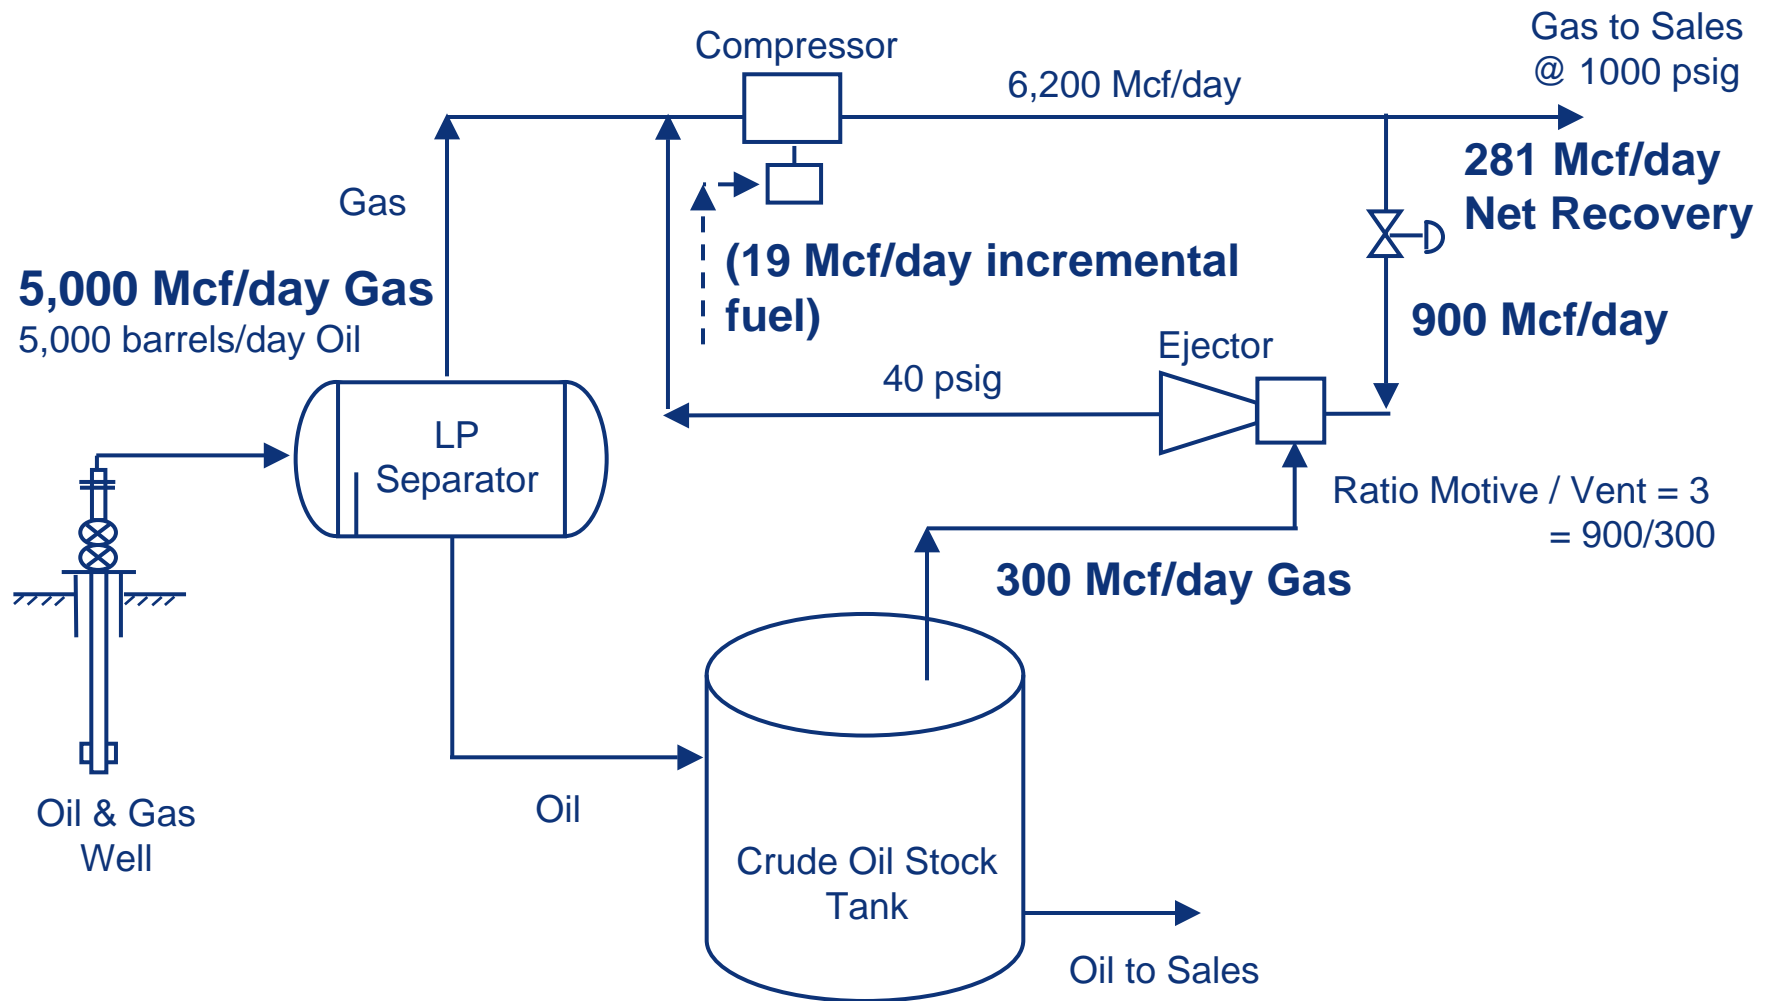 Compressor
Gas to Sales
@ 1000 psig
6,200 Mcf/day
281 Mcf/day
Net Recovery
Gas
(19 Mcf/day incremental
fuel)
5,000 Mcf/day Gas
5,000 barrels/day Oil
900 Mcf/day
Ejector
40 psig
LP
Separator
Ratio Motive / Vent = 3
= 900/300
300 Mcf/day Gas
Oil & Gas
Well
Oil
Crude Oil Stock
Tank
Oil to Sales